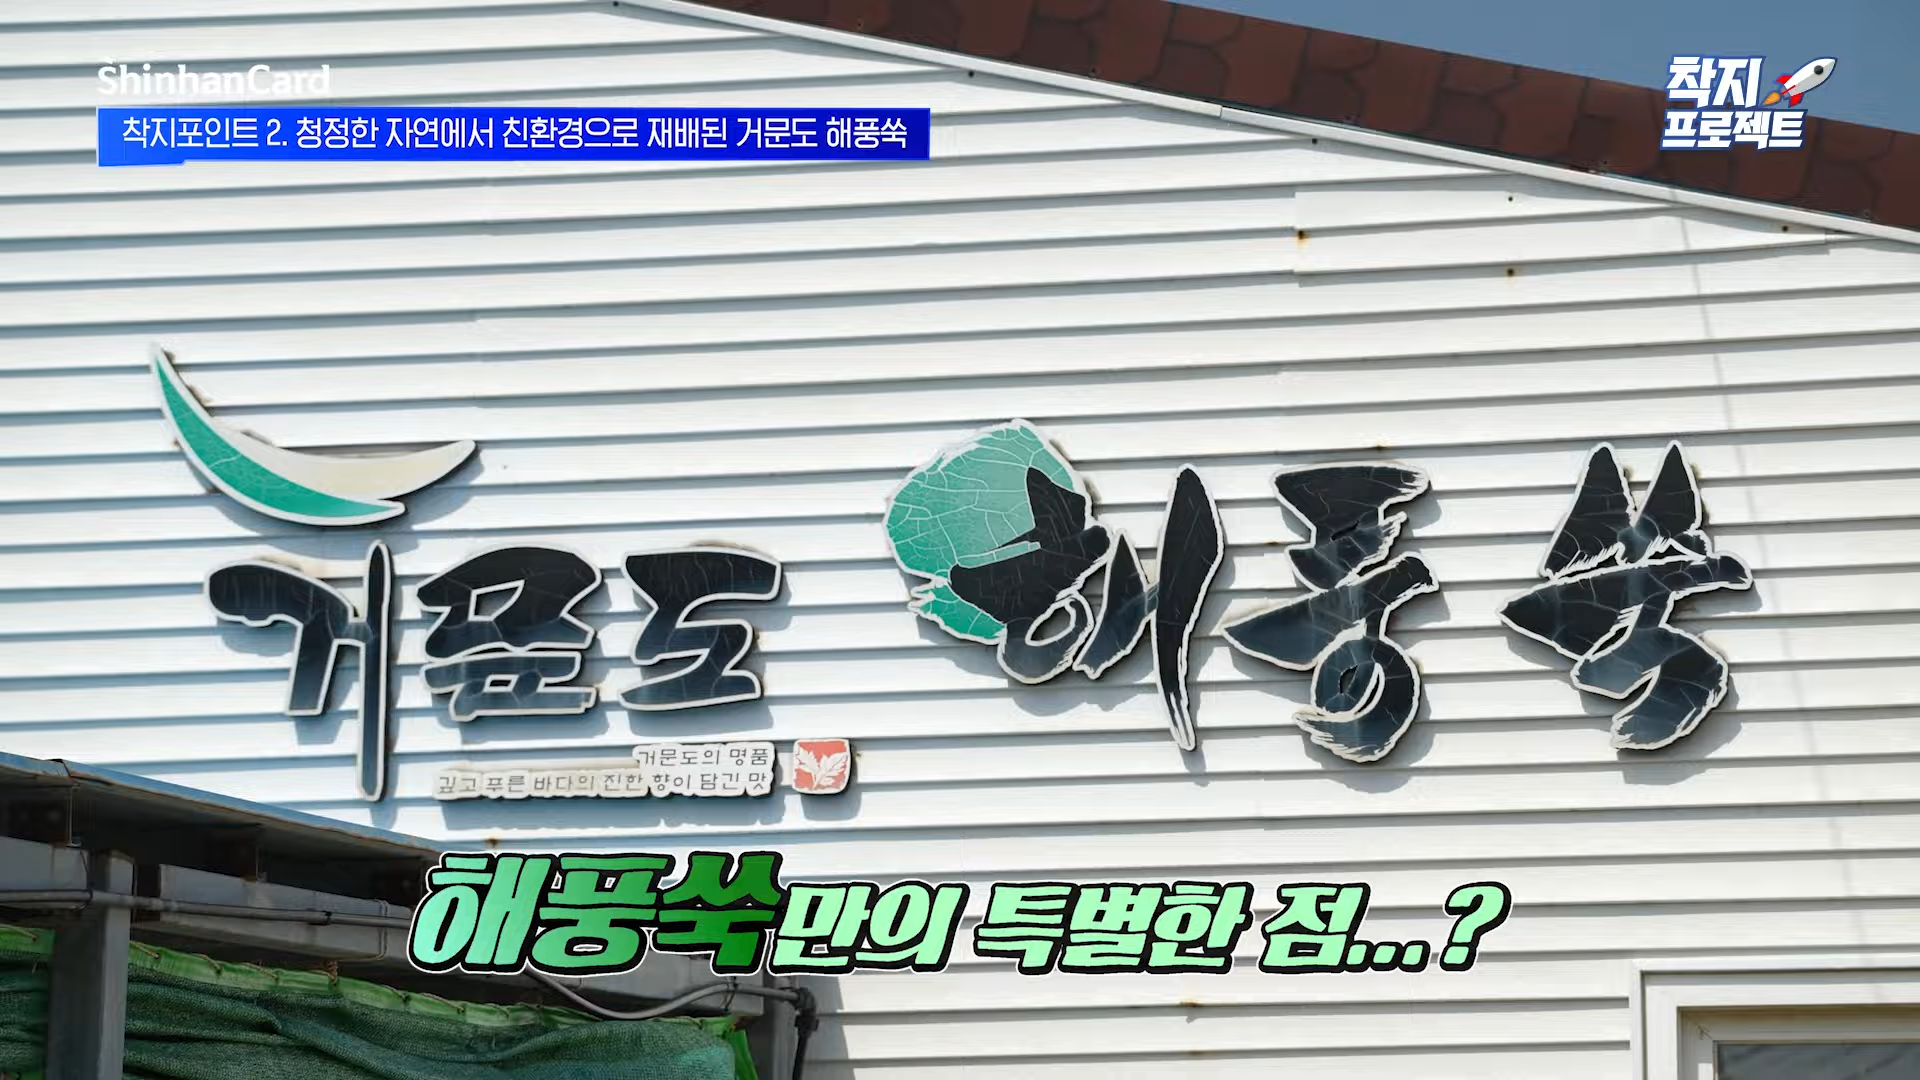 ShinhanCard
착지포인트 2. 청정한 자연에서 친환경으로 재배된 거문도 해풍쑥
착지
프로젝트
거문도 해풍쑥
거문도의 명품
깊고 푸른 바다의 진한 향이 담긴 맛
해풍쑥만의 특별한 점...?